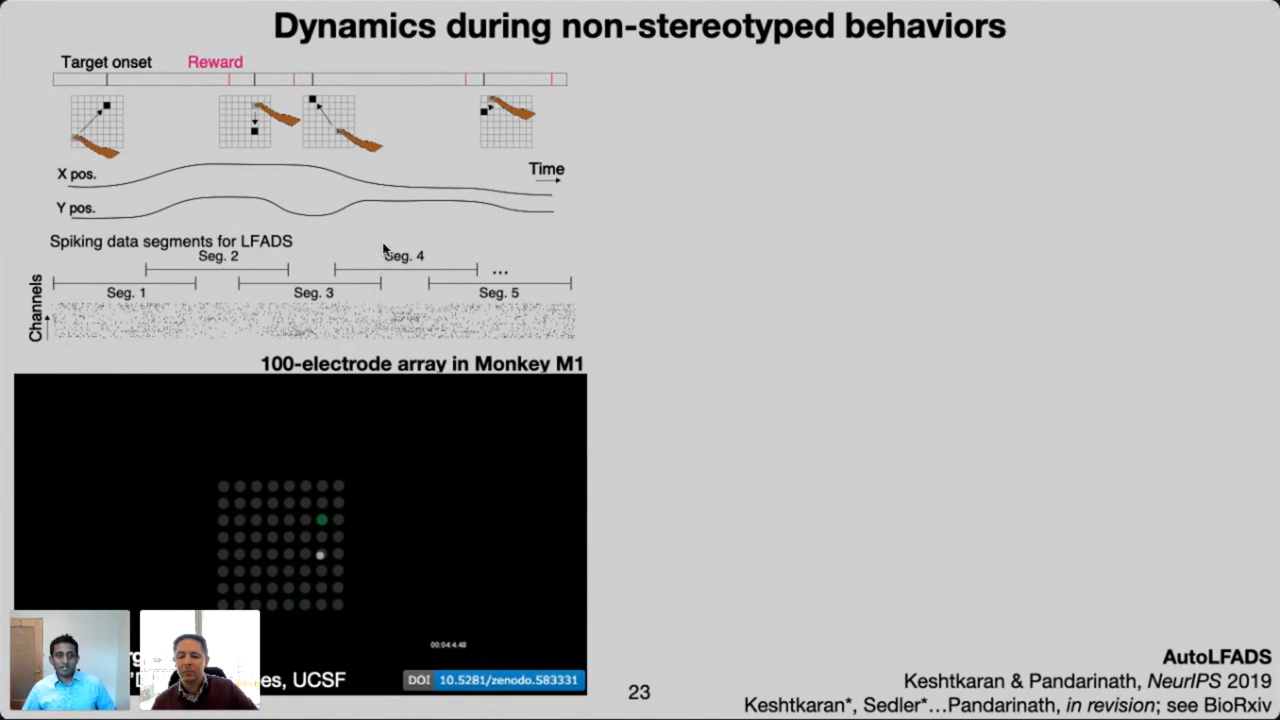 Dynamics during non-stereotyped behaviors
Target onset
Reward
X pos.
Time
Y pos.
Spiking data segments for LFADS
Seg. 2
Seg. 4
...
Seg. 1
Seg. 3
Seg. 5
Channels
100-electrode array in Monkey M1
00:04:4.48
es, UCSF
DOI 10.5281/zenodo.583331
23
AutoLFADS
Keshtkaran & Pandarinath, NeurIPS 2019
Keshtkaran*, Sedler*...Pandarinath, in revision; see BioRxiv